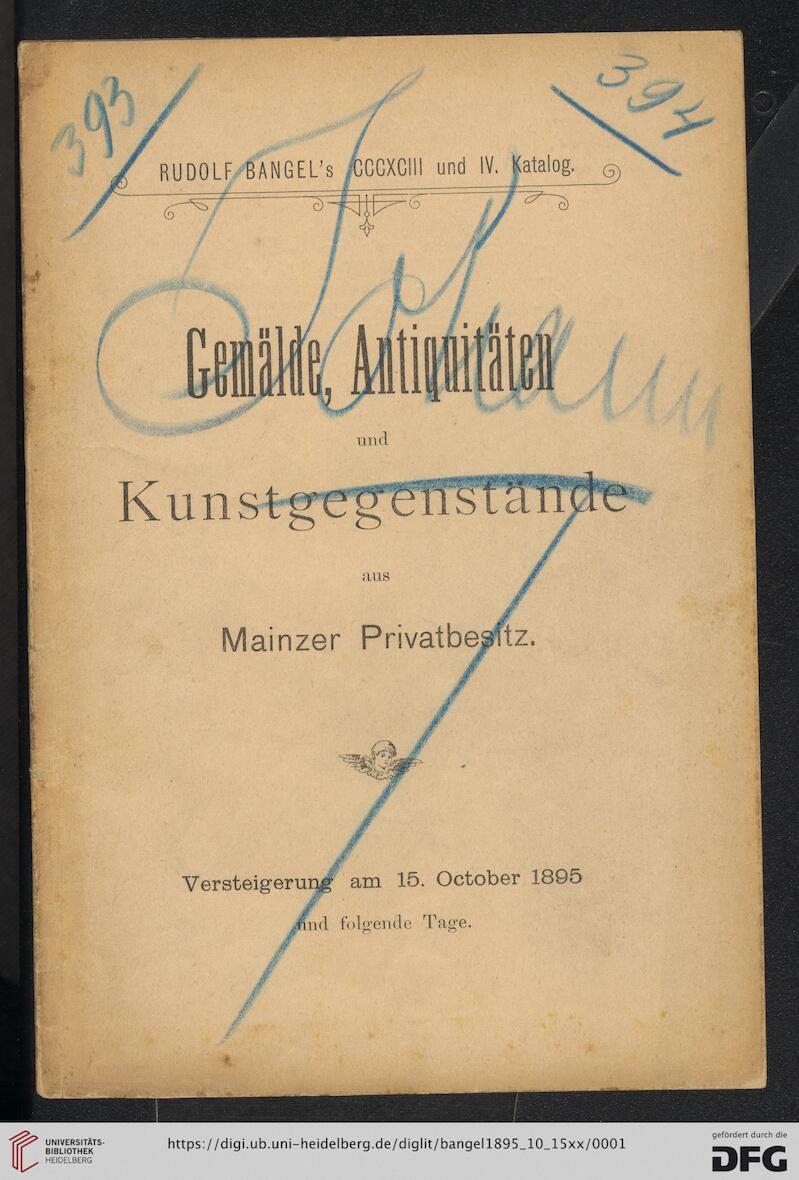 393
394
RUDOLF BANGEL's CCCXCIII und IV. Katalog.
Gemälde, Antiquitäten
und
Kunstgegenstände
aus
Mainzer Privatbesitz.
Versteigerung am 15. October 1895
und folgende Tage.
UNIVERSITÄTS-
BIBLIOTHEK
HEIDELBERG
https://digi.ub.uni-heidelberg.de/diglit/bangel1895_10_15xx/0001
gefördert durch die
DFG